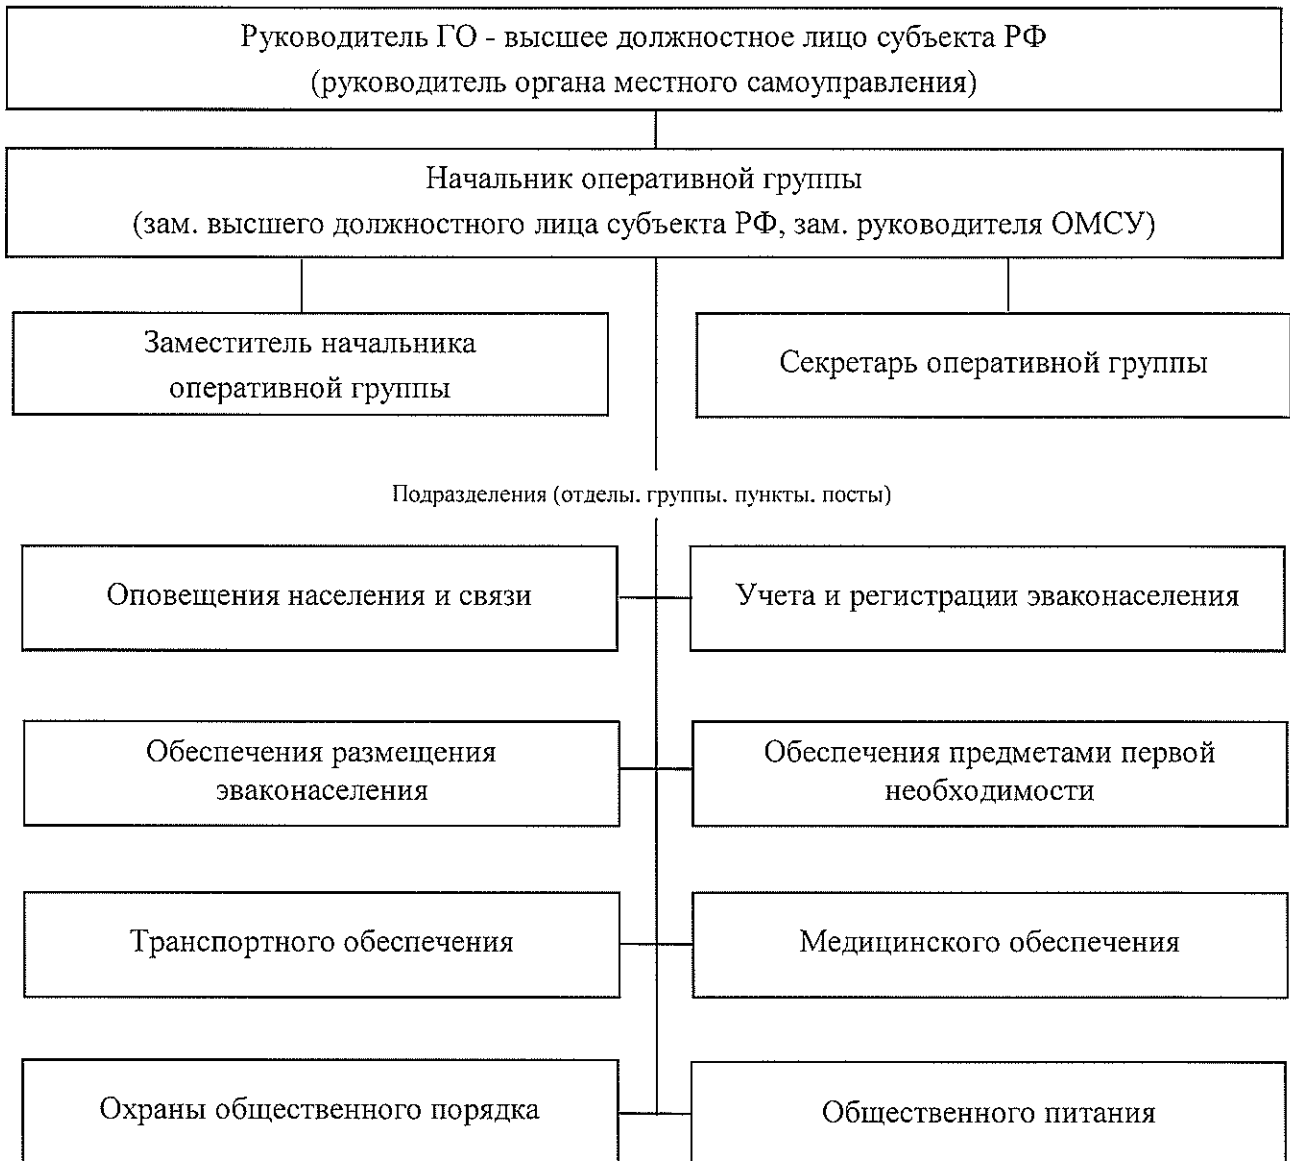 Руководитель ГО - высшее должностное лицо субъекта РФ
(руководитель органа местного самоуправления)
Начальник оперативной группы
(зам. высшего должностного лица субъекта РФ, зам. руководителя ОМСУ)
Заместитель начальника
оперативной группы
Секретарь оперативной группы
Подразделения (отделы. группы. пункты. посты)
Оповещения населения и связи
Учета и регистрации эваконаселения
Обеспечения размещения
эваконаселения
Обеспечения предметами первой
необходимости
Транспортного обеспечения
Медицинского обеспечения
Охраны общественного порядка
Общественного питания